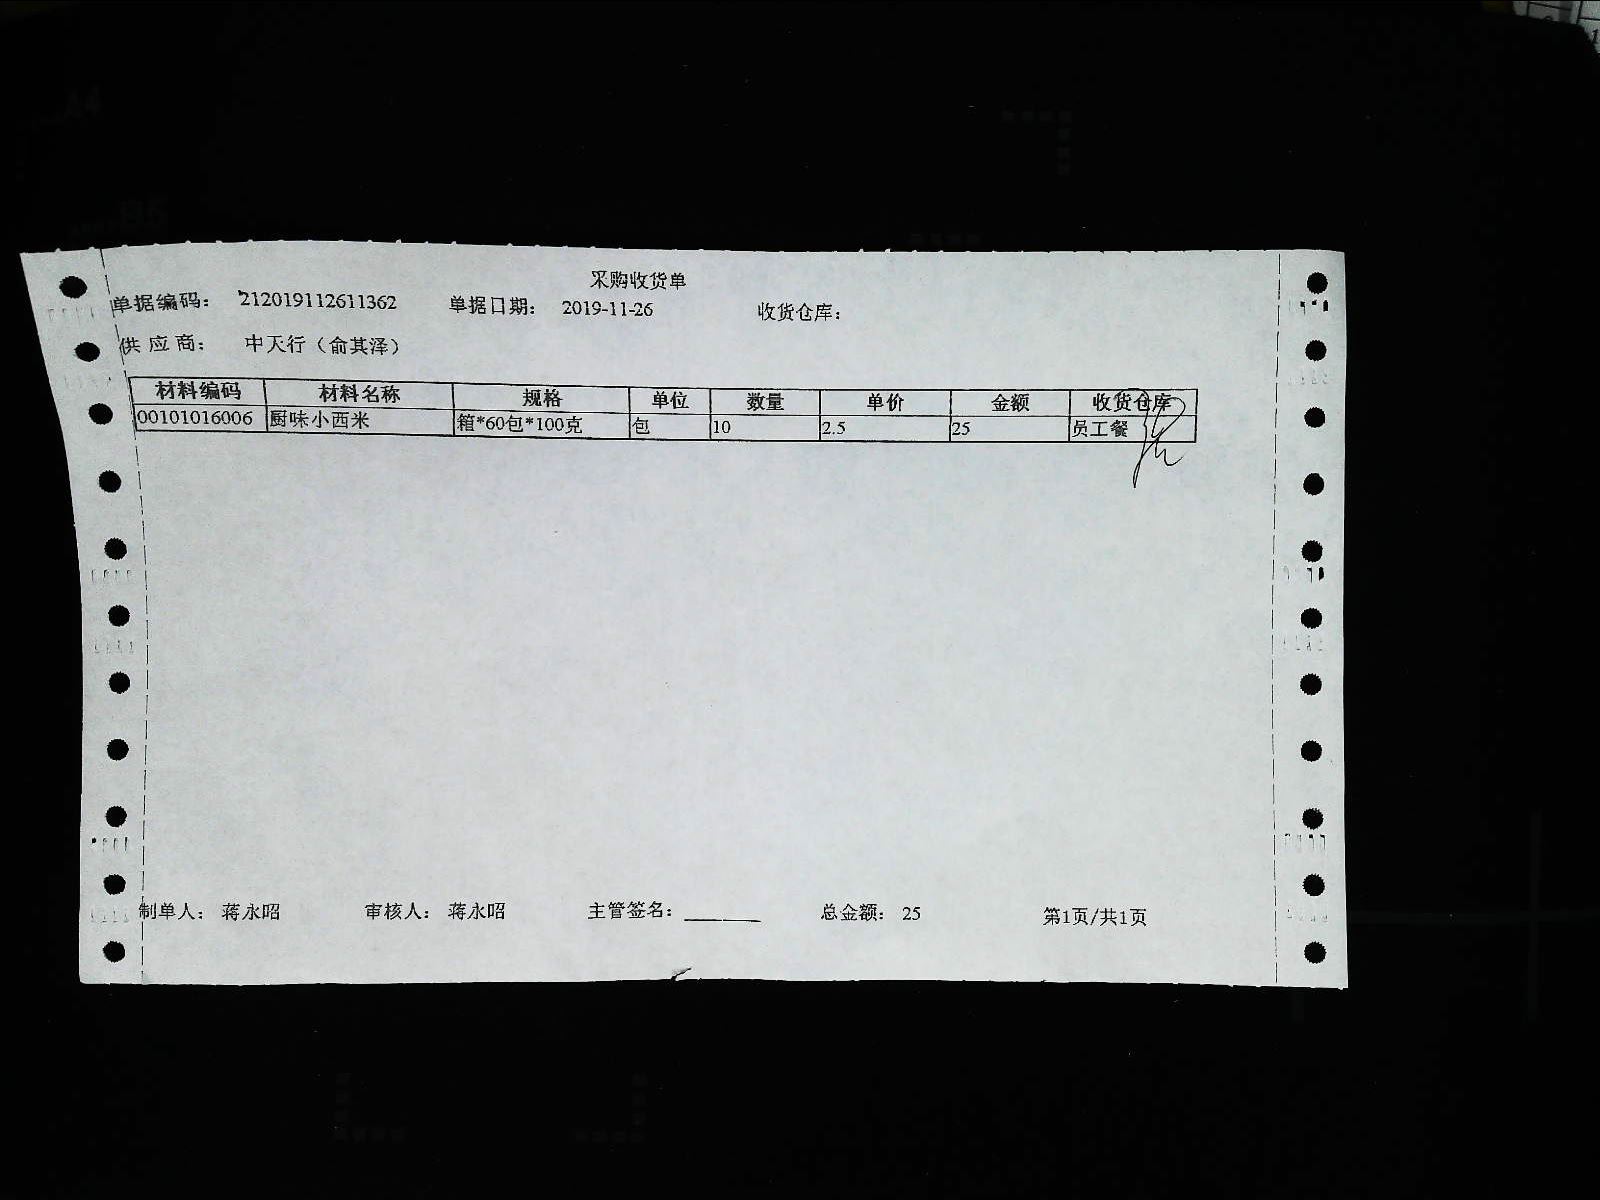 采购收货单
单据编码： 212019112611362 单据日期： 2019-11-26 收货仓库：
供 应 商： 中天行（俞其泽）
材料编码 材料名称 规格 单位 数量 单价 金额 收货仓库
00101016006 厨味小西米 箱*60包*100克 包 10 2.5 25 员工餐
制单人： 蒋永昭 审核人： 蒋永昭 主管签名： 总金额： 25 第1页/共1页